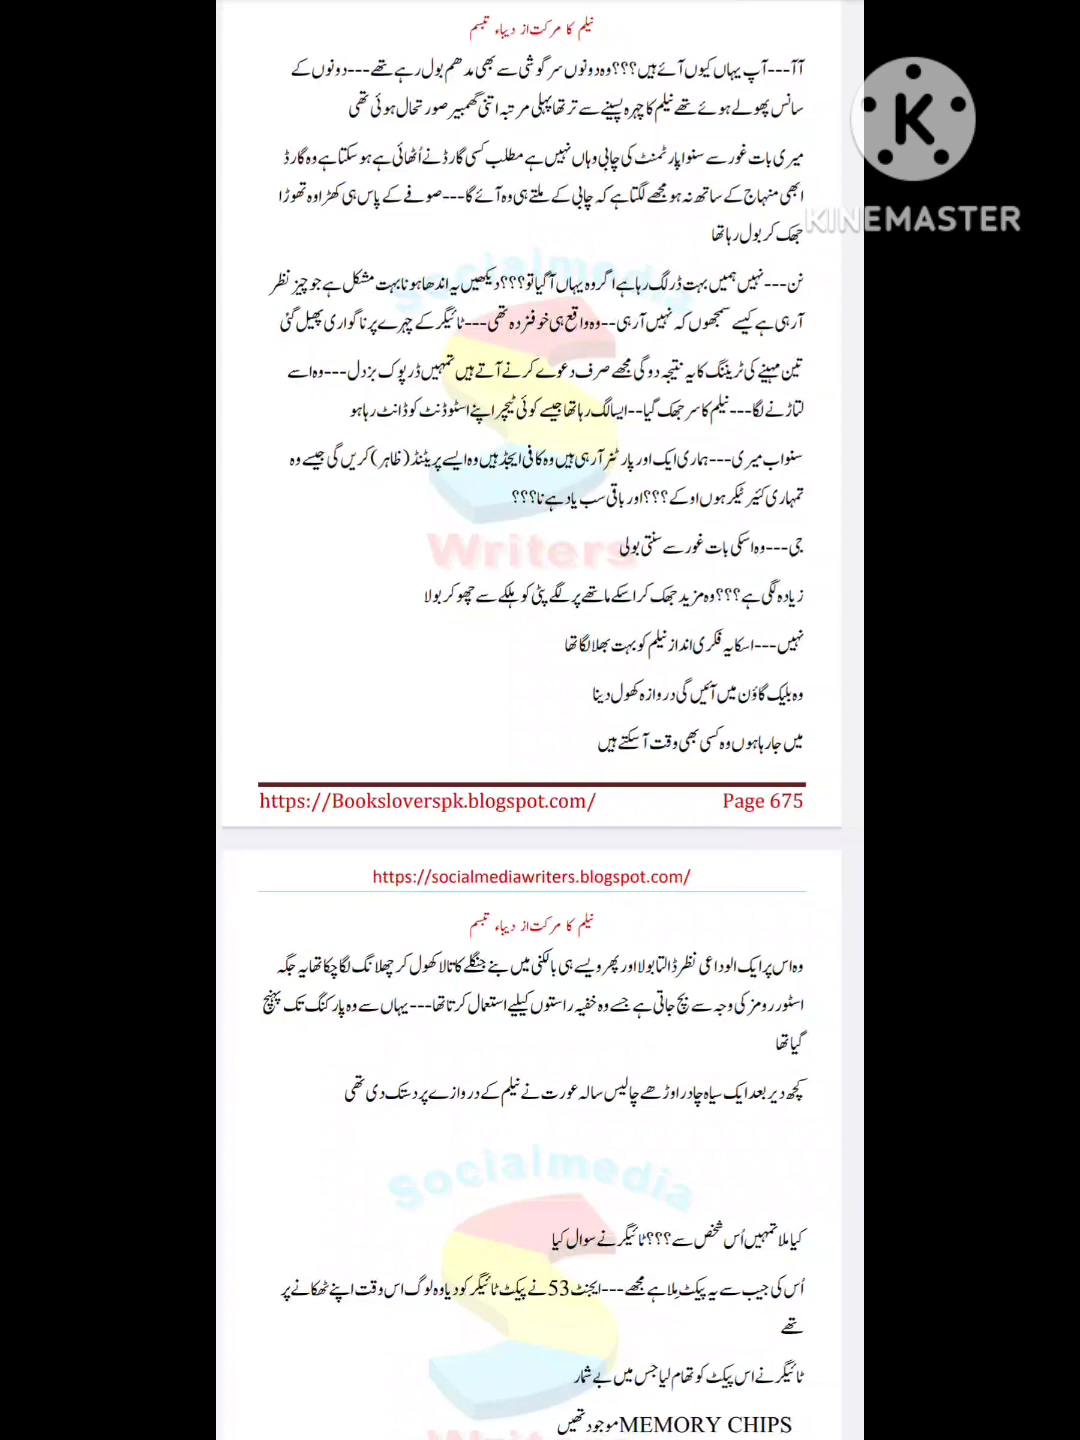 نیلم کا مرکت از دیباء تبسم
آآ---آپ یہاں کیوں آئے ہیں؟؟؟وہ دونوں سرگوشی سے بھی مدھم بول رہے تھے---دونوں کے
سانس پھولے ہوئے تھے نیلم کا چہرہ پسینے سے تر تھا پہلی مرتبہ اتنی گھمبیر صورتحال ہوئی تھی
میری بات غور سے سنو اپارٹمنٹ کی چابی وہاں نہیں ہے مطلب کسی گارڈ نے اُٹھائی ہے ہو سکتا ہے وہ گارڈ
ابھی منہاج کے ساتھ نہ ہو مجھے لگتا ہے کہ چابی کے ملتے ہی وہ آئے گا---صوفے کے پاس ہی کھڑا وہ تھوڑا
جھک کر بول رہا تھا
نن---نہیں ہمیں بہت ڈر لگ رہا ہے اگر وہ یہاں آگیا تو؟؟؟دیکھیں یہ اندھا ہونا بہت مشکل ہے جو چیز نظر
آرہی ہے کیسے سمجھوں کہ نہیں آرہی--وہ واقع ہی خوفزدہ تھی---ٹائیگر کے چہرے پر ناگواری پھیل گئی
تین مہینے کی ٹریننگ کا یہ نتیجہ دو گی مجھے صرف دعوے کرنے آتے ہیں تمہیں ڈرپوک بزدل---وہ اسے
لتاڑنے لگا---نیلم کا سر جھک گیا--ایسا لگ رہا تھا جیسے کوئی ٹیچر اپنے اسٹوڈنٹ کو ڈانٹ رہا ہو
سنو اب میری---ہماری ایک اور پارٹنر آرہی ہیں وہ کافی ایجڈ ہیں وہ ایسے پریٹنڈ(ظاہر)کریں گی جیسے وہ
تمہاری کئیر ٹیکر ہوں اوکے؟؟؟اور باقی سب یاد ہے نا؟؟؟
جی---وہ اسکی بات غور سے سنتی بولی
زیادہ لگی ہے؟؟؟وہ مزید جھک کر اسکے ماتھے پر لگے پٹی کو ہلکے سے چھو کر بولا
نہیں---اسکا یہ فکری انداز نیلم کو بہت بھلا لگا تھا
وہ بلیک گاؤن میں آئیں گی دروازہ کھول دینا
میں جا رہا ہوں وہ کسی بھی وقت آسکتے ہیں
https://Booksloverspk.blogspot.com/ Page 675
https://socialmediawriters.blogspot.com/
نیلم کا مرکت از دیباء تبسم
وہ اس پر ایک الوداعی نظر ڈالتا بولا اور پھر ویسے ہی بالکنی میں بنے جنگلے کا تالا کھول کر چھلانگ لگا چکا تھا یہ جگہ
اسٹور رومز کی وجہ سے بچ جاتی ہے جسے وہ خفیہ راستوں کیلیے استعمال کرتا تھا---یہاں سے وہ پارکنگ تک پہنچ
گیا تھا
کچھ دیر بعد ایک سیاہ چادر اوڑھے چالیس سالہ عورت نے نیلم کے دروازے پر دستک دی تھی
کیا ملا تمہیں اُس شخص سے؟؟؟ٹائیگر نے سوال کیا
اُس کی جیب سے یہ پیکٹ مِلا ہے مجھے---ایجنٹ 53 نے پیکٹ ٹائیگر کو دیا وہ لوگ اس وقت اپنے ٹھکانے پر
تھے
ٹائیگر نے اس پیکٹ کو تھام لیا جس میں بے شمار
MEMORY CHIPS موجود تھیں
Socialmedia
Writers
Socialmedia
K
KINEMASTER